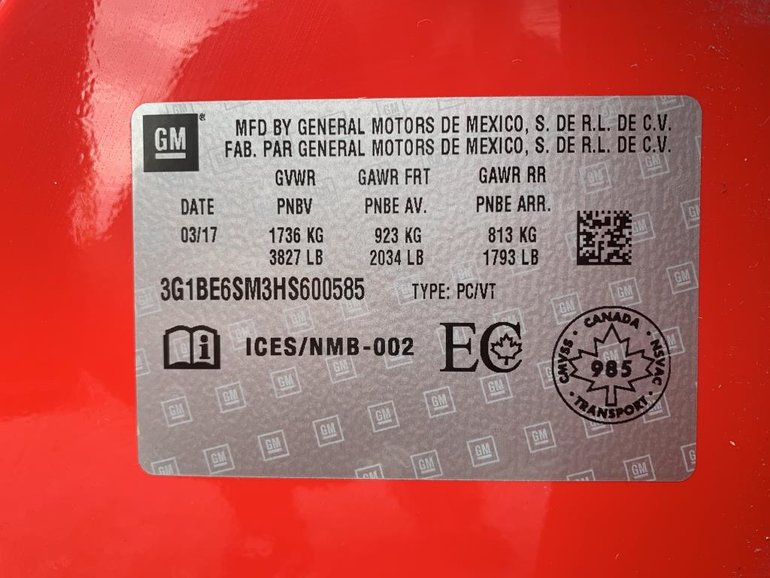 GM
MFD BY GENERAL MOTORS DE MEXICO, S. DE R.L. DE C.V.
FAB. PAR GENERAL MOTORS DE MEXICO, S. DE R.L. DE C.V.
GVWR GAWR FRT GAWR RR
DATE PNBV PNBE AV. PNBE ARR.
03/17 1736 KG 923 KG 813 KG
3827 LB 2034 LB 1793 LB
3G1BE6SM3HS600585 TYPE: PC/VT
i ICES/NMB-002 EC
CMVSS · CANADA · NSVAC · TRANSPORT ·
985